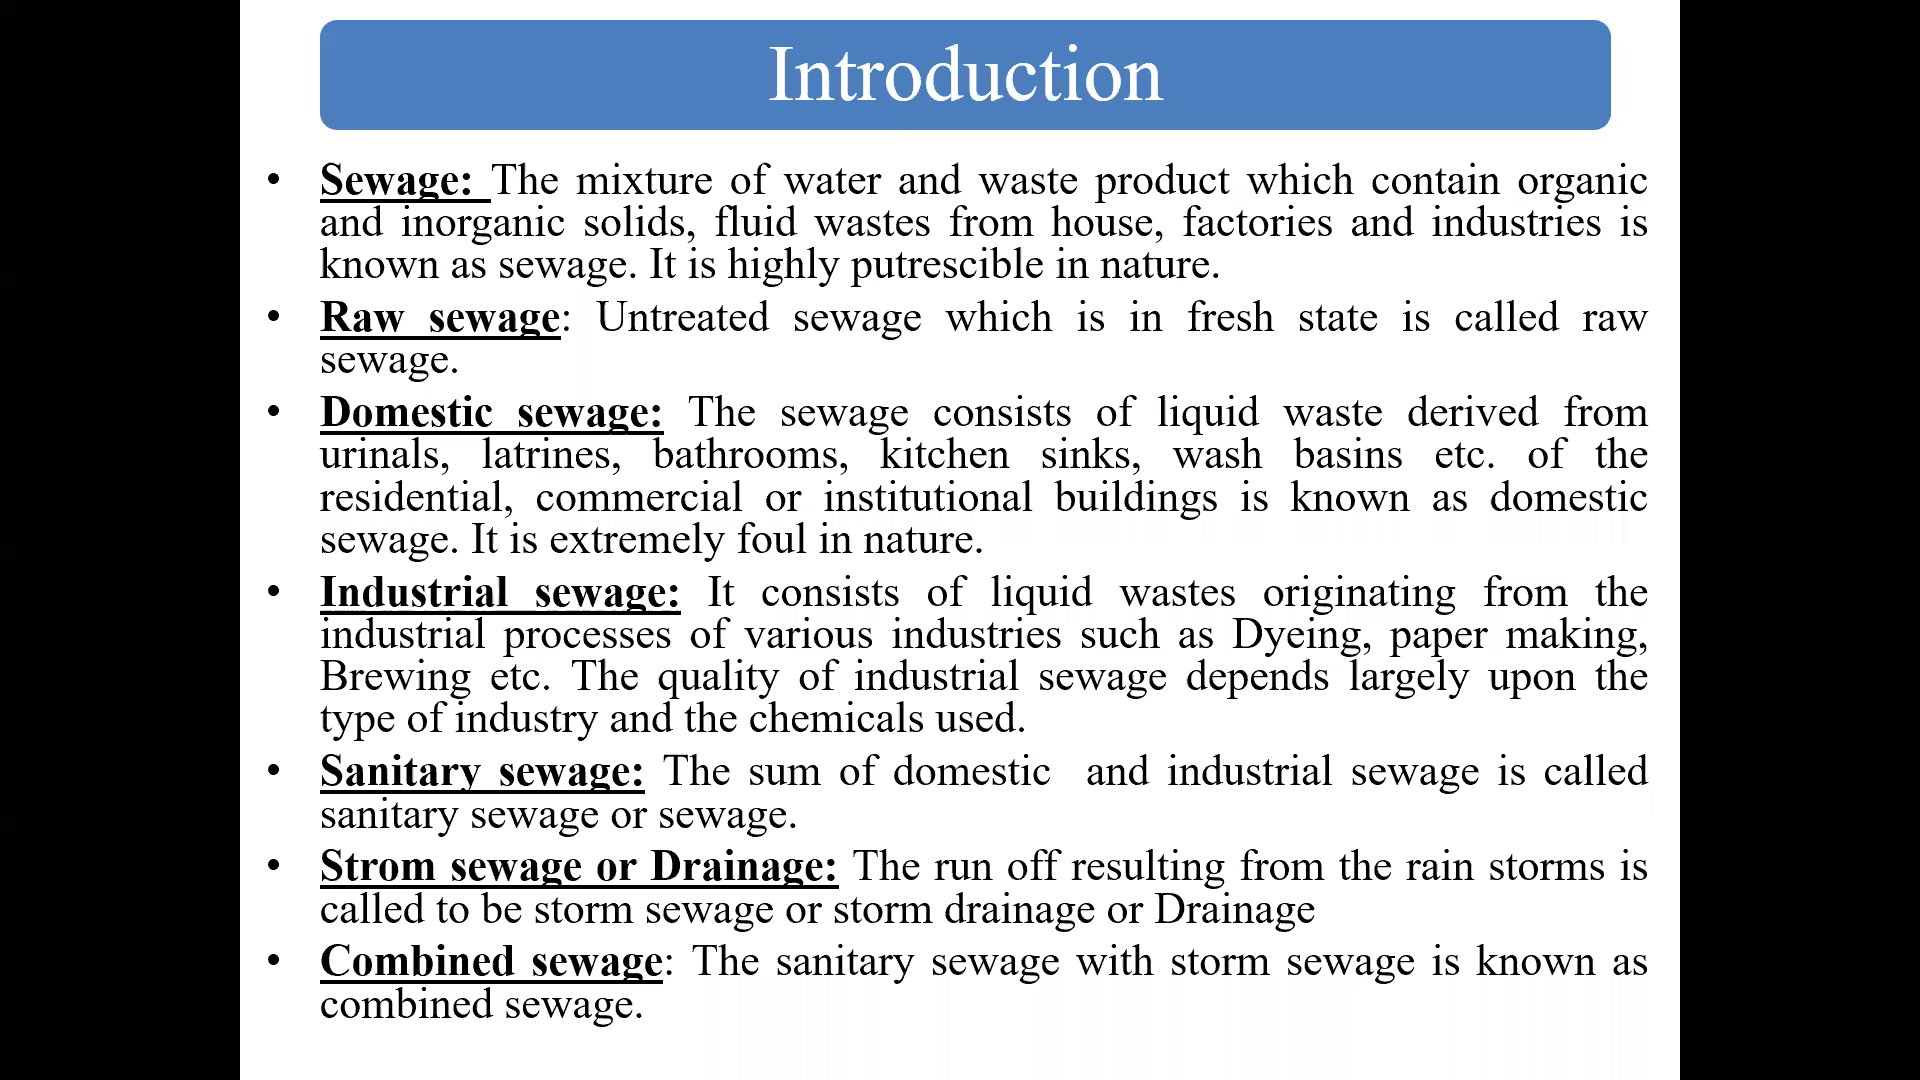 Introduction
• Sewage: The mixture of water and waste product which contain organic
and inorganic solids, fluid wastes from house, factories and industries is
known as sewage. It is highly putrescible in nature.
• Raw sewage: Untreated sewage which is in fresh state is called raw
sewage.
• Domestic sewage: The sewage consists of liquid waste derived from
urinals, latrines, bathrooms, kitchen sinks, wash basins etc. of the
residential, commercial or institutional buildings is known as domestic
sewage. It is extremely foul in nature.
• Industrial sewage: It consists of liquid wastes originating from the
industrial processes of various industries such as Dyeing, paper making,
Brewing etc. The quality of industrial sewage depends largely upon the
type of industry and the chemicals used.
• Sanitary sewage: The sum of domestic  and industrial sewage is called
sanitary sewage or sewage.
• Strom sewage or Drainage: The run off resulting from the rain storms is
called to be storm sewage or storm drainage or Drainage
• Combined sewage: The sanitary sewage with storm sewage is known as
combined sewage.